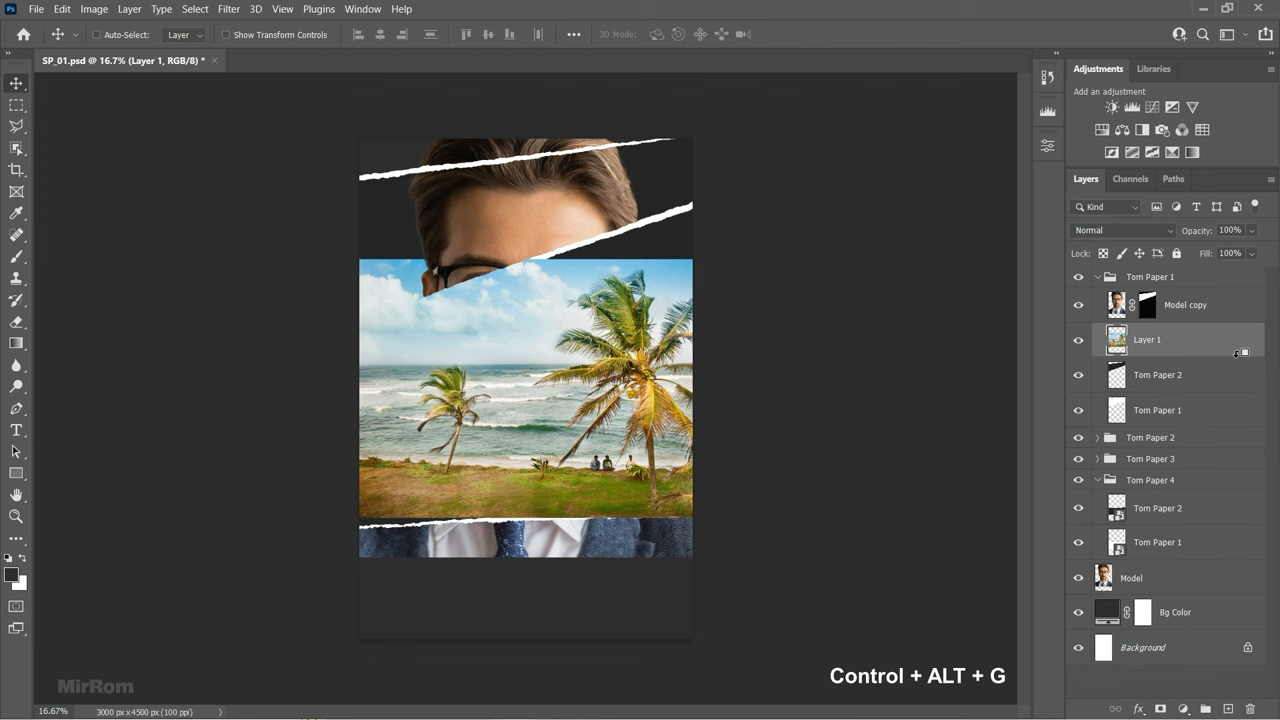 Ps File Edit Image Layer Type Select Filter 3D View Plugins Window Help
Auto-Select: Layer Show Transform Controls 3D Mode:
SP_01.psd @ 16.7% (Layer 1, RGB/8) *
Adjustments Libraries
Add an adjustment
Layers Channels Paths
Kind
Normal Opacity: 100%
Lock: Fill: 100%
Torn Paper 1
Model copy
Layer 1
Torn Paper 2
Torn Paper 1
Torn Paper 2
Torn Paper 3
Torn Paper 4
Torn Paper 2
Torn Paper 1
Model
Bg Color
Background
Control + ALT + G
MirRom
16.67% 3000 px x 4500 px (100 ppi)